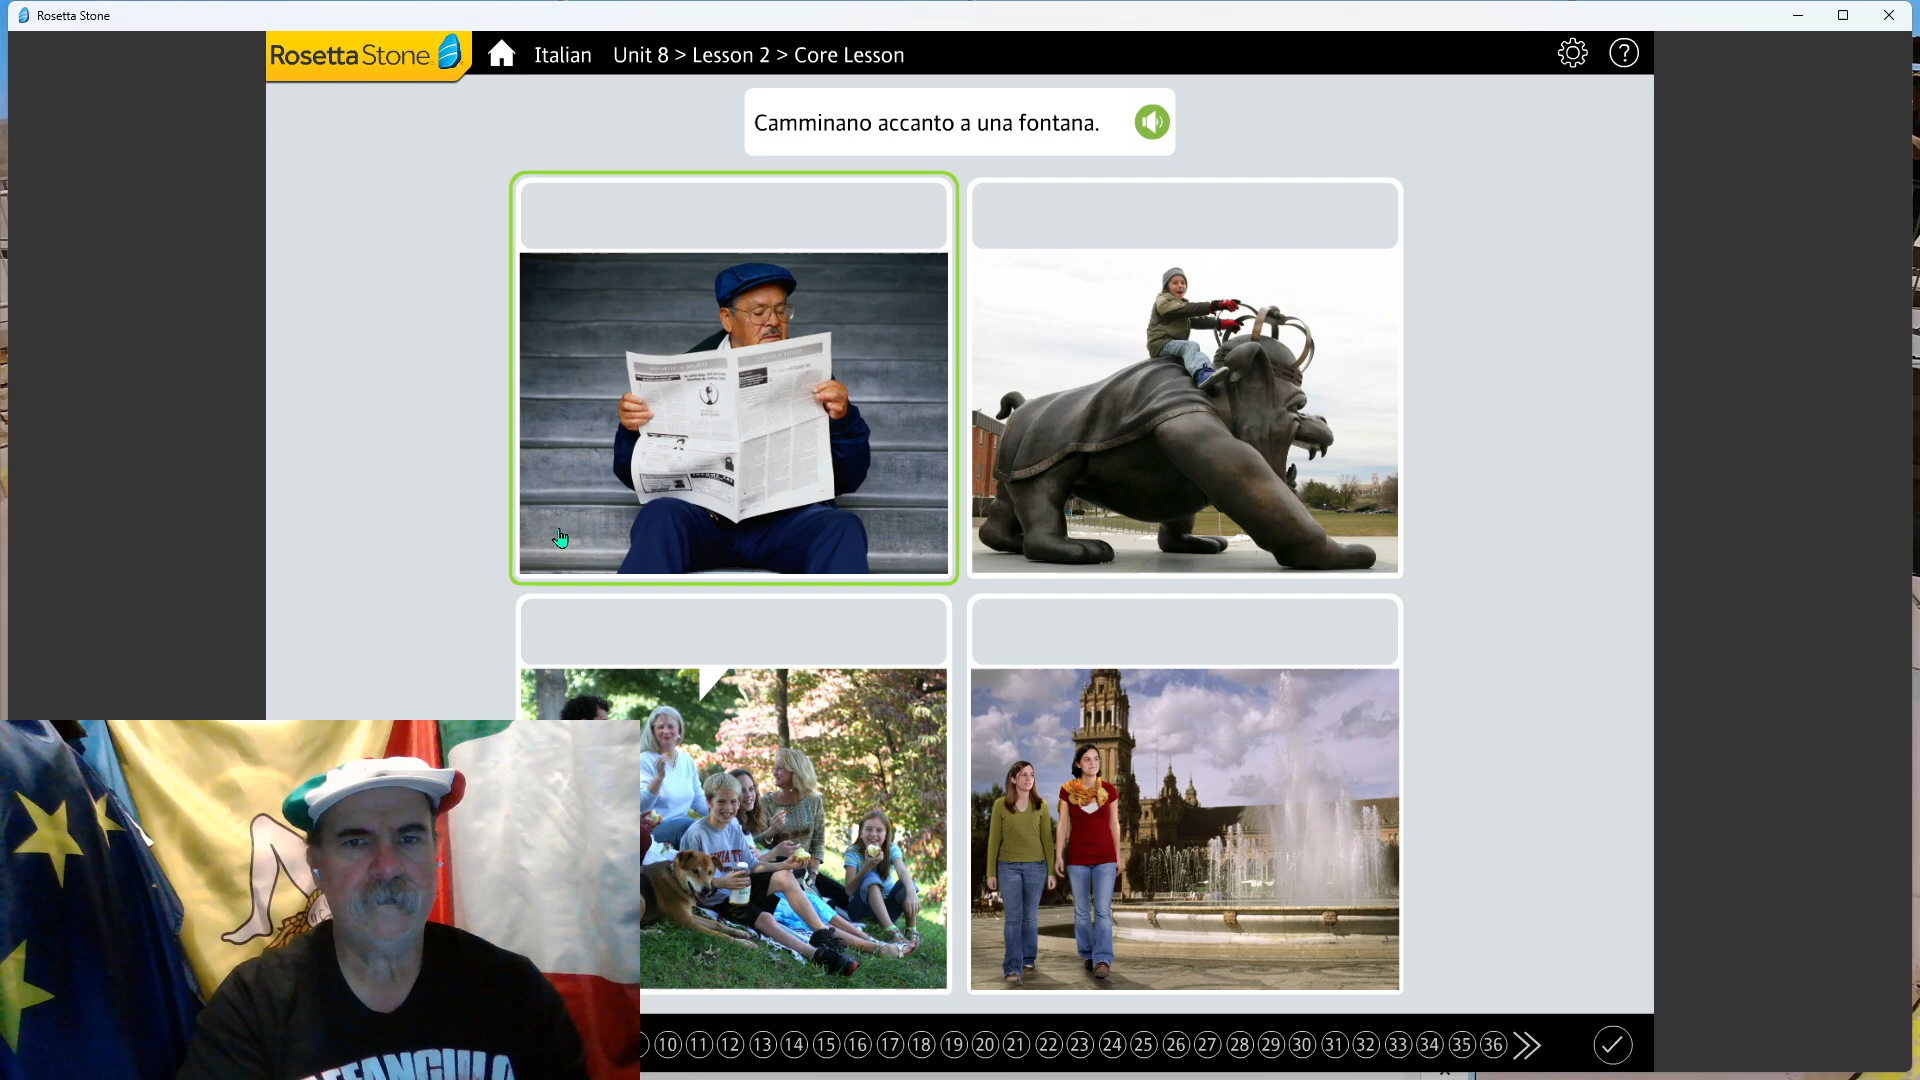 Rosetta Stone
RosettaStone
Italian Unit 8 > Lesson 2 > Core Lesson
?
Camminano accanto a una fontana.
10 11 12 13 14 15 16 17 18 19 20 21 22 23 24 25 26 27 28 29 30 31 32 33 34 35 36